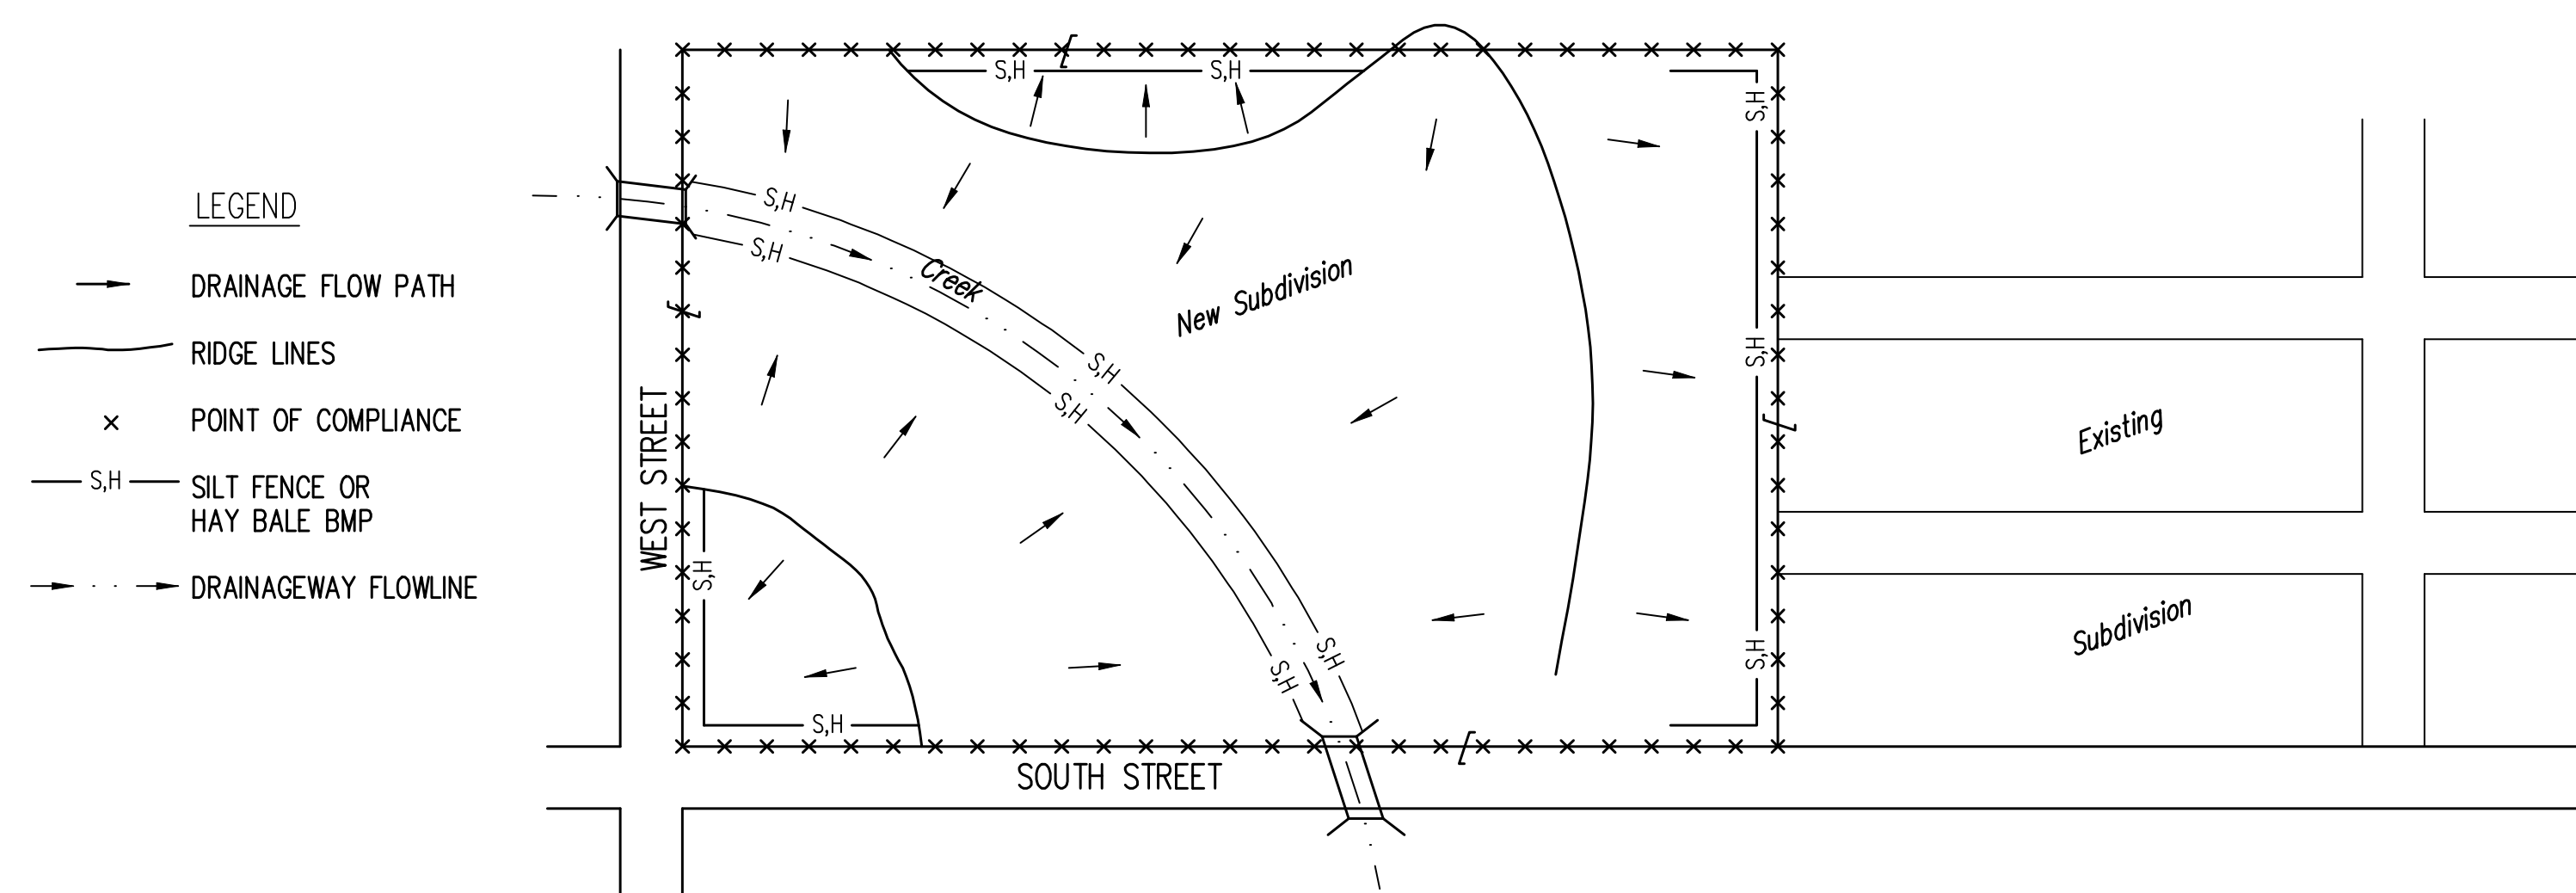 LEGEND
DRAINAGE FLOW PATH
RIDGE LINES
POINT OF COMPLIANCE
S,H
SILT FENCE OR
HAY BALE BMP
DRAINAGEWAY FLOWLINE
S,H
S,H
S,H
S,H
S,H
Creek
New Subdivision
S,H
S,H
S,H
WEST STREET
S,H
S,H
S,H
S,H
S,H
SOUTH STREET
Existing
Subdivision